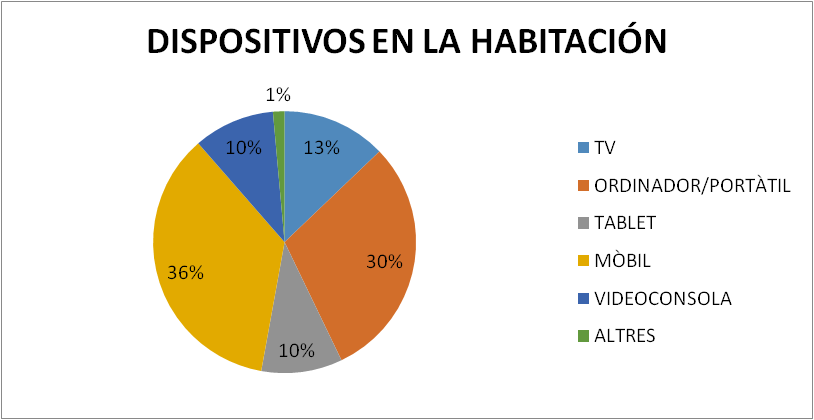 DISPOSITIVOS EN LA HABITACIÓN
1%
10%
13%
36%
30%
10%
TV
ORDINADOR/PORTÀTIL
TABLET
MÒBIL
VIDEOCONSOLA
ALTRES